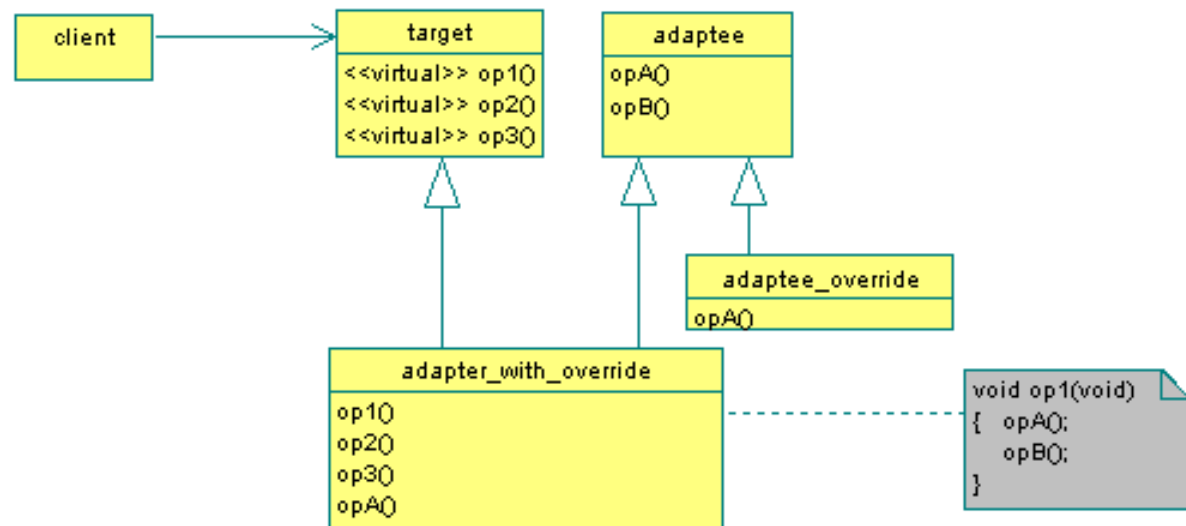 client
target
<<virtual>> op1()
<<virtual>> op2()
<<virtual>> op3()
adaptee
opA()
opB()
adaptee_override
opA()
adapter_with_override
op1()
op2()
op3()
opA()
void op1(void)
{ opA();
opB();
}